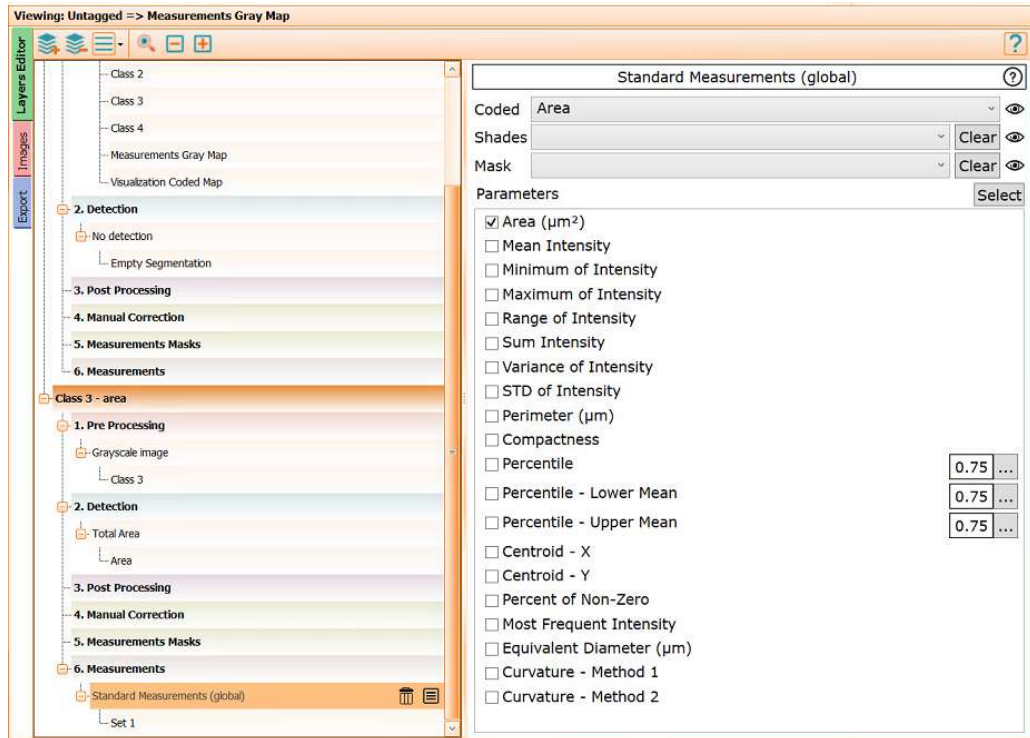 Viewing: Untagged => Measurements Gray Map
Layers Editor
Images
Export
Class 2
Class 3
Class 4
Measurements Gray Map
Visualization Coded Map
2. Detection
No detection
Empty Segmentation
3. Post Processing
4. Manual Correction
5. Measurements Masks
6. Measurements
Class 3 - area
1. Pre Processing
Grayscale image
Class 3
2. Detection
Total Area
Area
3. Post Processing
4. Manual Correction
5. Measurements Masks
6. Measurements
Standard Measurements (global)
Set 1
?
Standard Measurements (global) ?
Coded Area
Shades Clear
Mask Clear
Parameters Select
Area (μm²)
Mean Intensity
Minimum of Intensity
Maximum of Intensity
Range of Intensity
Sum Intensity
Variance of Intensity
STD of Intensity
Perimeter (μm)
Compactness
Percentile 0.75 ...
Percentile - Lower Mean 0.75 ...
Percentile - Upper Mean 0.75 ...
Centroid - X
Centroid - Y
Percent of Non-Zero
Most Frequent Intensity
Equivalent Diameter (μm)
Curvature - Method 1
Curvature - Method 2